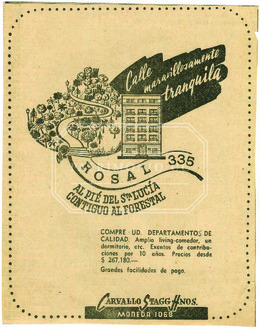 Calle
maravillosamente
tranquila
ROSAL 335
AL PIÉ DEL STA LUCÍA
CONTIGUO AL FORESTAL
COMPRE UD. DEPARTAMENTOS DE
CALIDAD. Amplio living-comedor, un
dormitorio, etc. Exentos de contribu-
ciones por 10 años. Precios desde
$ 267,180.—
Grandes facilidades de pago.
CARVALLO STAGG HNOS.
MONEDA 1068